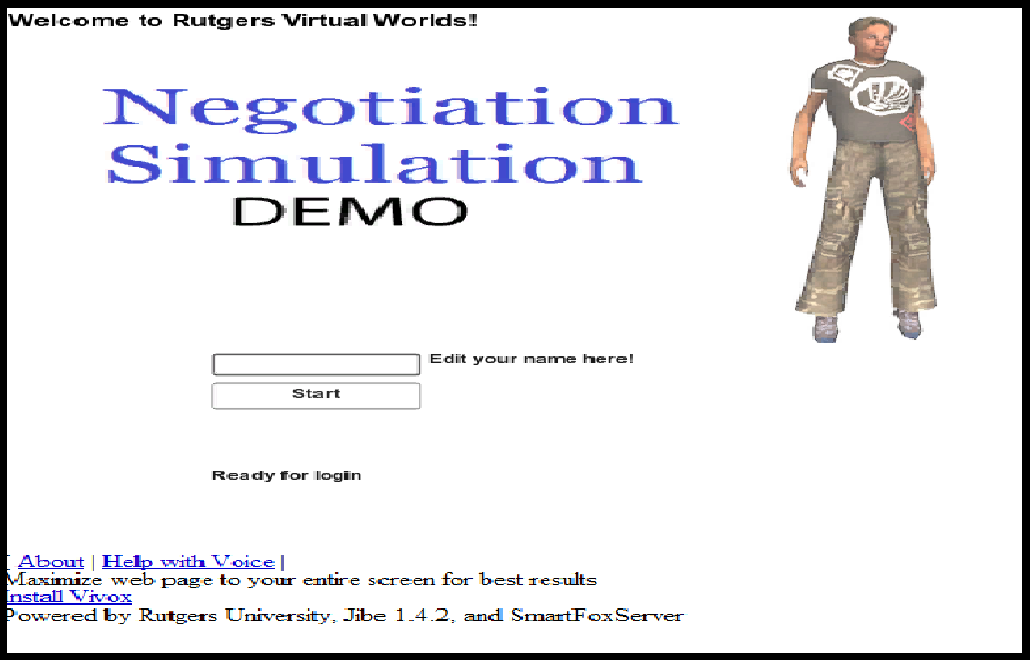 Welcome to Rutgers Virtual Worlds!
Negotiation
Simulation
DEMO
Edit your name here!
Start
Ready for login
[ About | Help with Voice |
Maximize web page to your entire screen for best results
Install Vivox
Powered by Rutgers University, Jibe 1.4.2, and SmartFoxServer